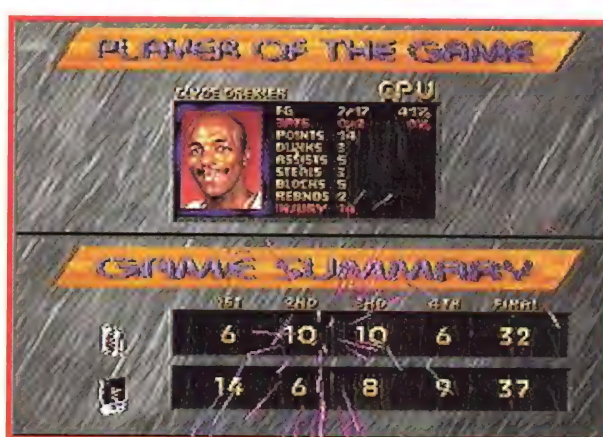 PLAYER OF THE GAME
CLYDE DREXLER CPU
FG 7/17 41%
3PTS 0%
POINTS 14
DUNKS 3
ASSISTS 5
STEALS 3
BLOCKS 5
REBNDS 2
INJURY
GAME SUMMARY
1ST 2ND 3RD 4TH FINAL
6 10 10 6 32
14 6 8 9 37